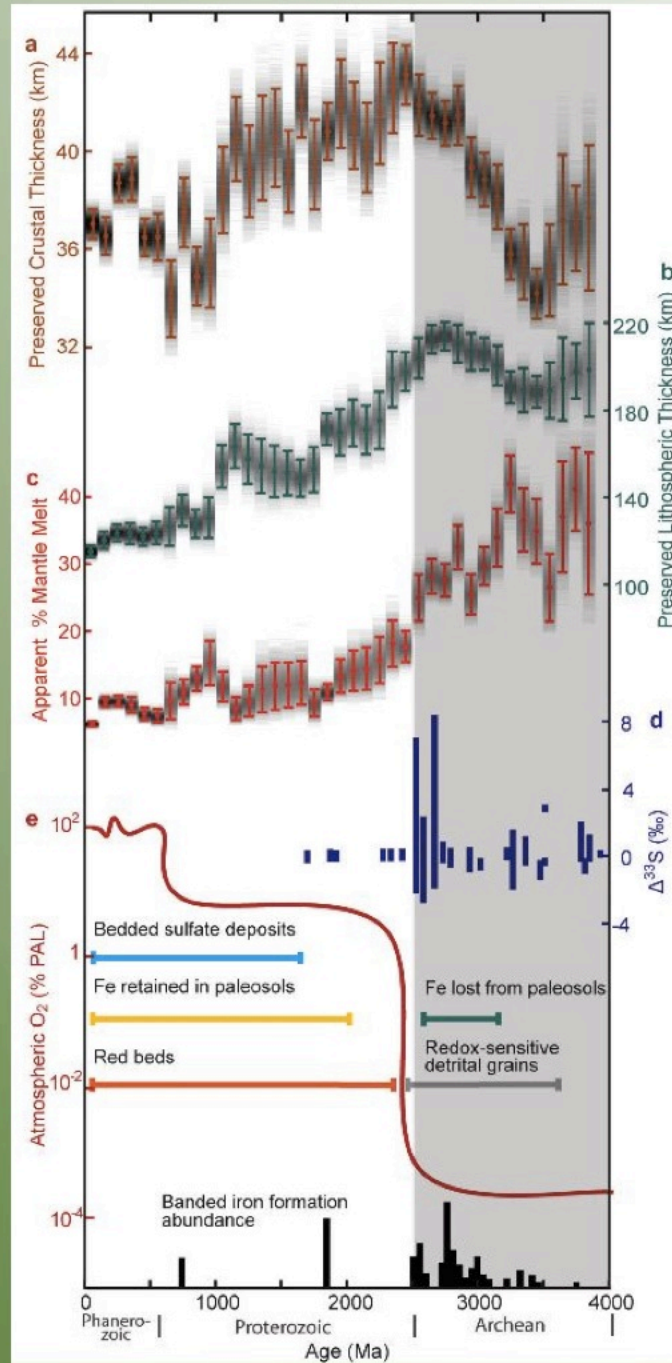 a
Preserved Crustal Thickness (km)
44
40
36
32
b
Preserved Lithospheric Thickness (km)
220
180
140
100
c
Apparent % Mantle Melt
40
30
20
10
d
Δ³³S (‰)
8
4
0
-4
e
Atmospheric O₂ (% PAL)
10²
1
10⁻²
10⁻⁴
Bedded sulfate deposits
Fe retained in paleosols
Red beds
Fe lost from paleosols
Redox-sensitive
detrital grains
Banded iron formation
abundance
0 1000 2000 3000 4000
Phanero-
zoic
Proterozoic
Archean
Age (Ma)